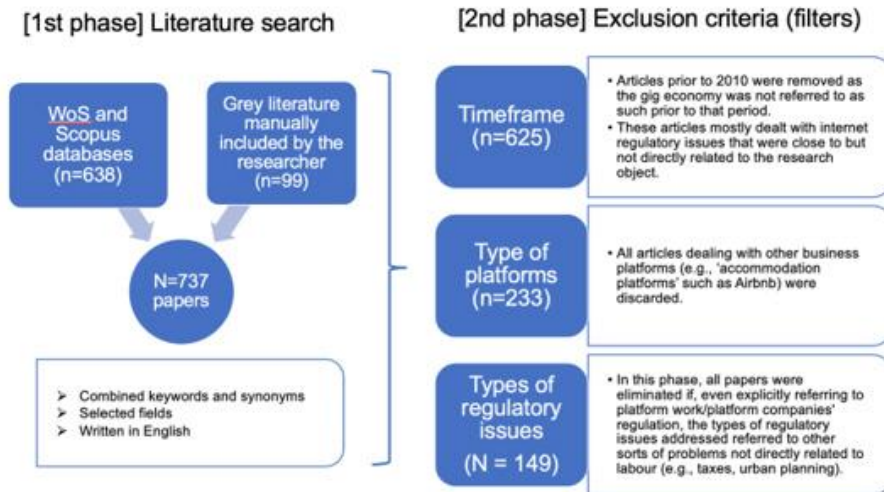 [1st phase] Literature search
WoS and
Scopus
databases
(n=638)
Grey literature
manually
included by the
researcher
(n=99)
N=737
papers
➢ Combined keywords and synonyms
➢ Selected fields
➢ Written in English
[2nd phase] Exclusion criteria (filters)
Timeframe
(n=625)
• Articles prior to 2010 were removed as
the gig economy was not referred to as
such prior to that period.
• These articles mostly dealt with internet
regulatory issues that were close to but
not directly related to the research
object.
Type of
platforms
(n=233)
• All articles dealing with other business
platforms (e.g., ‘accommodation
platforms’ such as Airbnb) were
discarded.
Types of
regulatory
issues
(N = 149)
• In this phase, all papers were
eliminated if, even explicitly referring to
platform work/platform companies’
regulation, the types of regulatory
issues addressed referred to other
sorts of problems not directly related to
labour (e.g., taxes, urban planning).